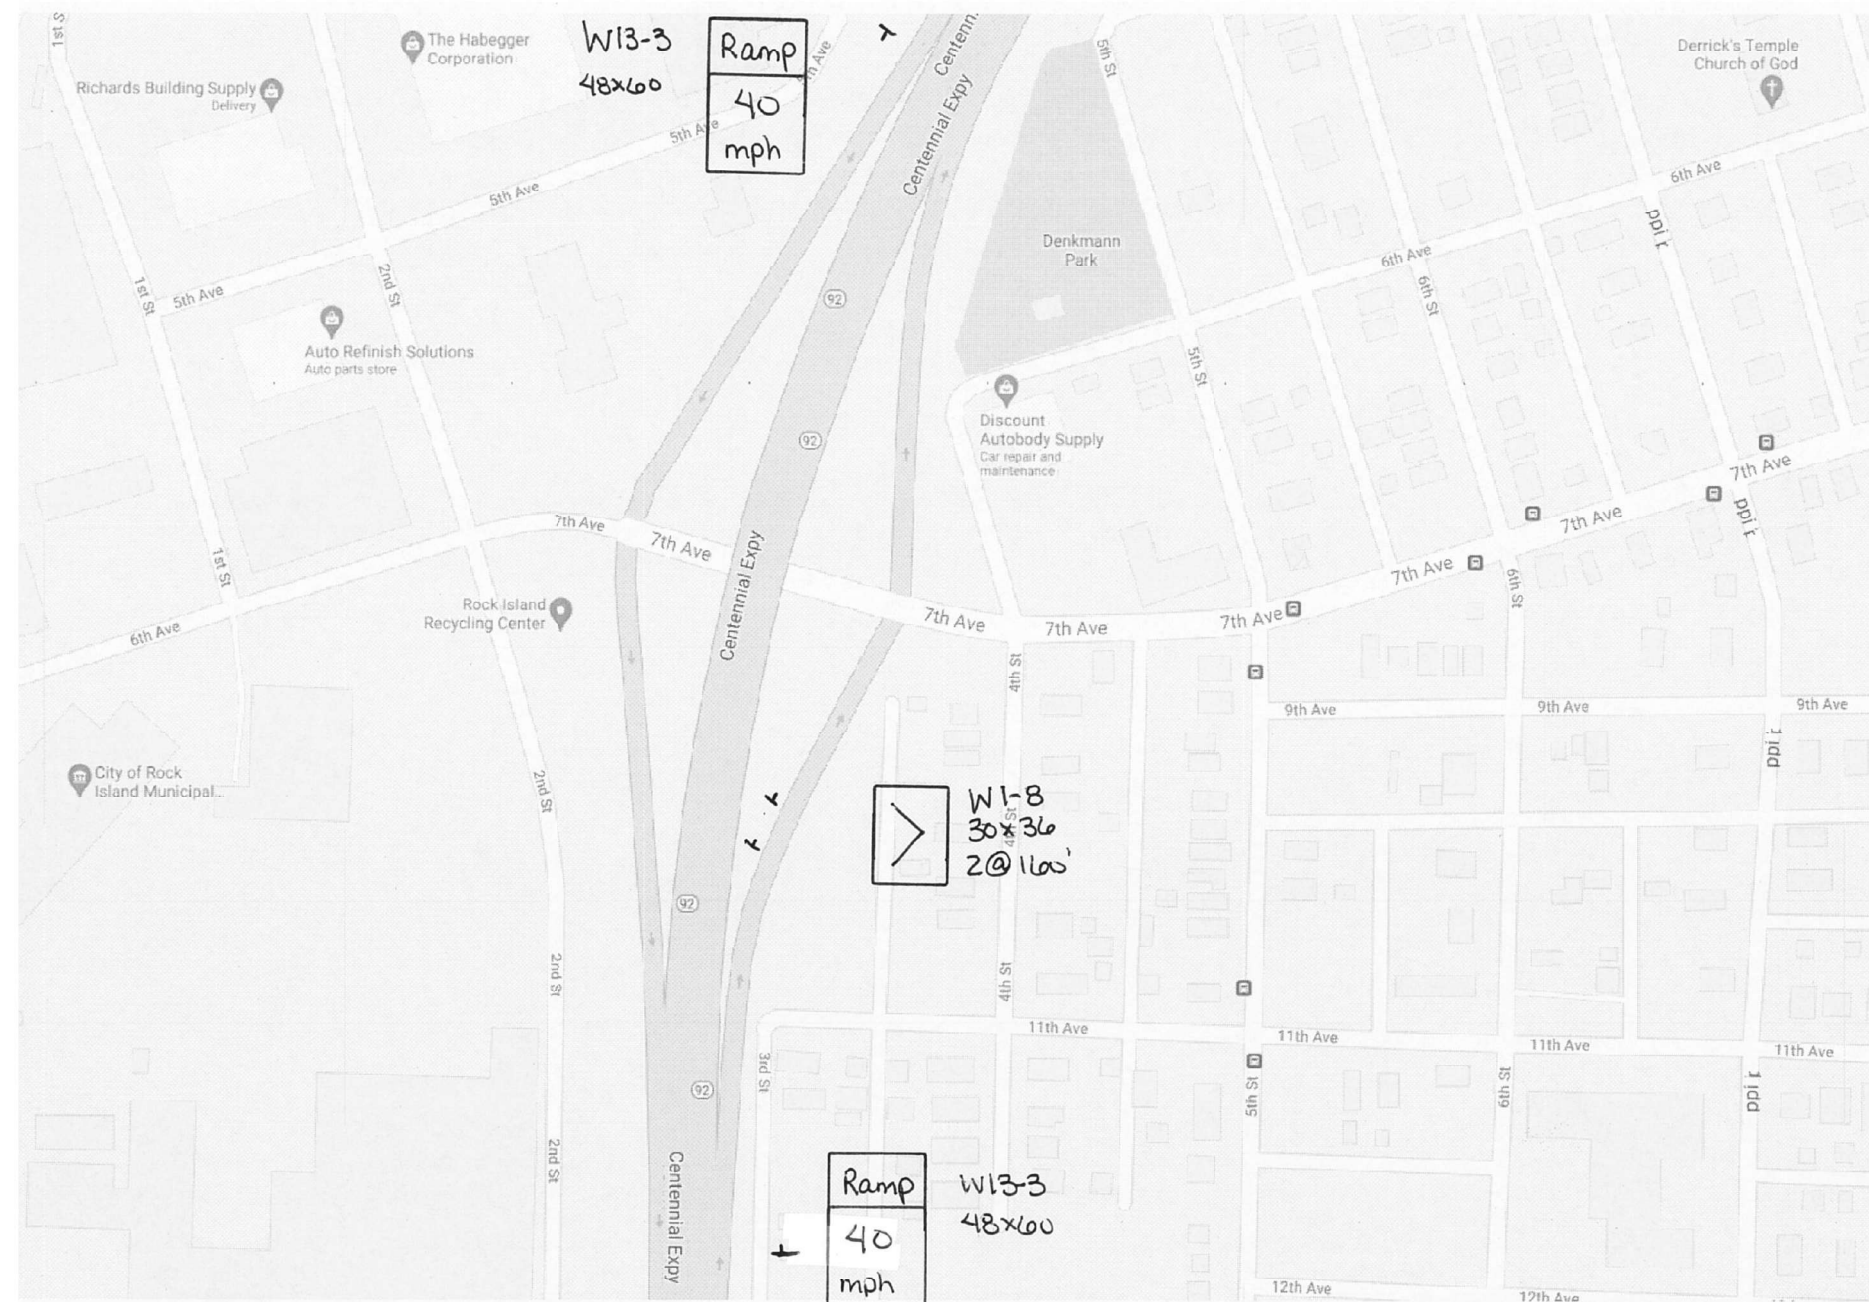 1st S
The Habegger
Corporation
W13-3
48x60
Ramp
40
mph
Centenn.
Centennial Expy
5th St
Derrick's Temple
Church of God
Richards Building Supply
Delivery
5th Ave
5th Ave
6th Ave
Denkmann
Park
6th Ave
1st St
5th Ave
2nd St
92
6th St
Auto Refinish Solutions
Auto parts store
5th St
Discount
Autobody Supply
Car repair and
maintenance
92
7th Ave
7th Ave
7th Ave
7th Ave
7th Ave
1st St
Centennial Expy
6th St
Rock Island
Recycling Center
6th Ave
7th Ave
7th Ave
7th Ave
4th St
9th Ave
9th Ave
9th Ave
City of Rock
Island Municipal...
2nd St
W1-8
30x36
2@160'
4th St
92
2nd St
4th St
11th Ave
11th Ave
11th Ave
11th Ave
3rd St
92
5th St
6th St
2nd St
Centennial Expy
Ramp
40
mph
W13-3
48x60
12th Ave
12th Ave